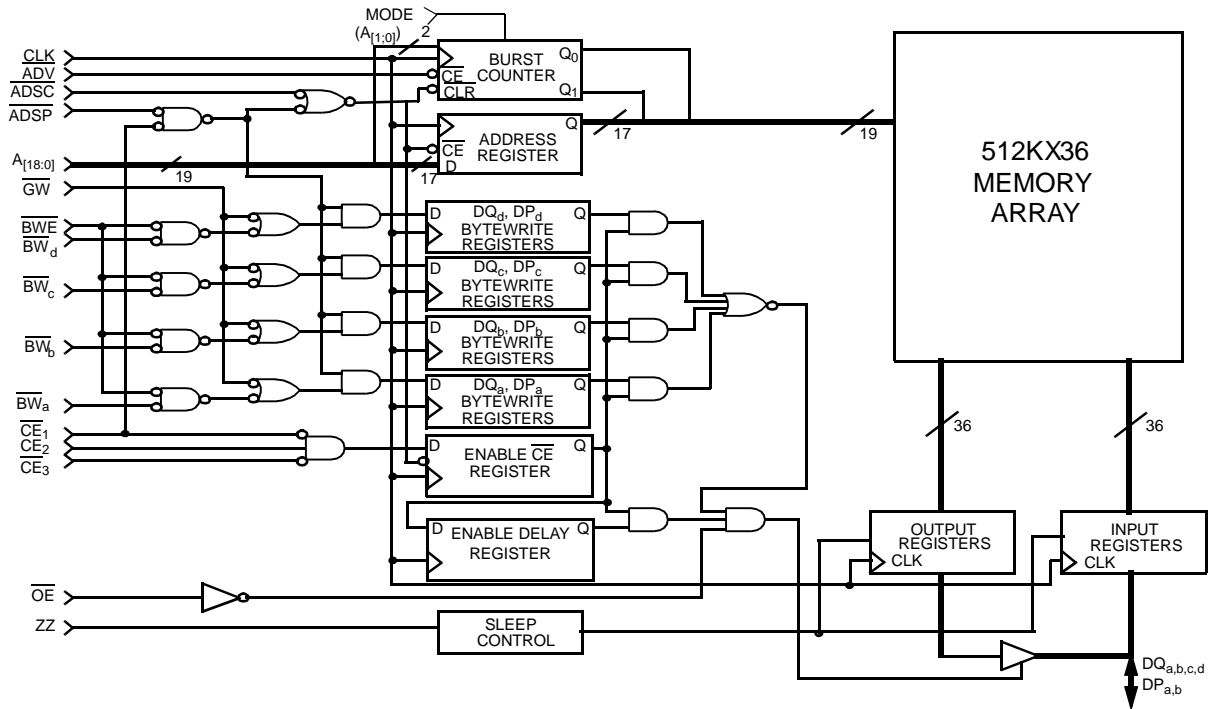 MODE
(A[1;0])
2
CLK
ADV
ADSC
ADSP
BURST
COUNTER
CE
CLR
Q0
Q1
A[18:0]
19
17
ADDRESS
REGISTER
CE
D
Q
17
19
512KX36
MEMORY
ARRAY
GW
BWE
BWd
D
DQd, DPd
BYTEWRITE
REGISTERS
Q
BWc
D
DQc, DPc
BYTEWRITE
REGISTERS
Q
BWb
D
DQb, DPb
BYTEWRITE
REGISTERS
Q
BWa
D
DQa, DPa
BYTEWRITE
REGISTERS
Q
CE1
CE2
CE3
D
ENABLE CE
REGISTER
Q
D
ENABLE DELAY
REGISTER
Q
36
36
OUTPUT
REGISTERS
CLK
INPUT
REGISTERS
CLK
OE
ZZ
SLEEP
CONTROL
DQa,b,c,d
DPa,b